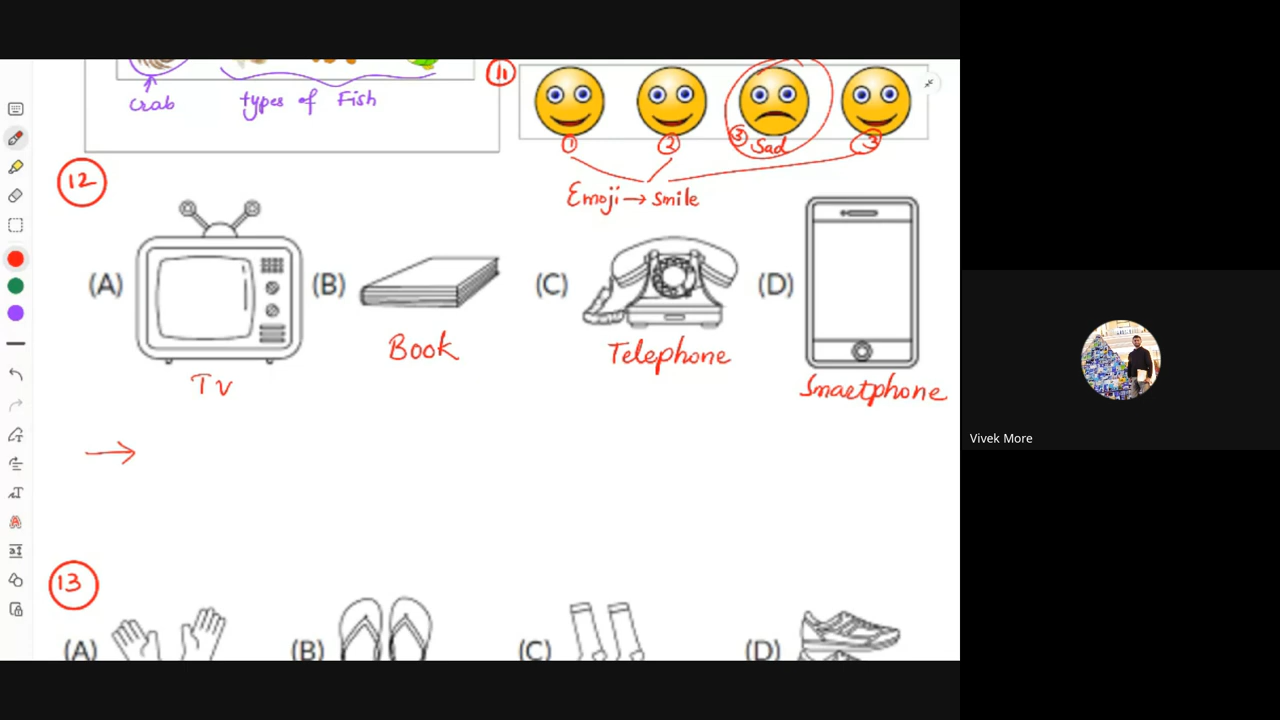 Crab
types of Fish
11
1
2
3
Sad
3
Emoji → Smile
12
(A)
(B)
(C)
(D)
TV
Book
Telephone
Smartphone
→
13
(A)
(B)
(C)
(D)
Vivek More